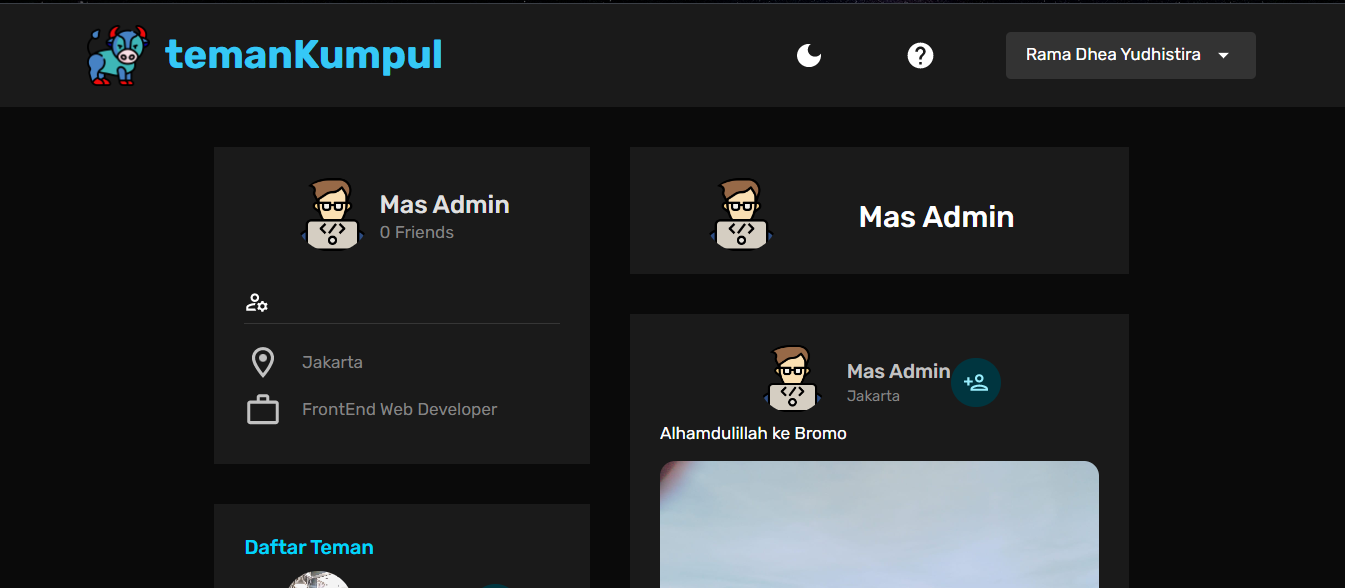 temanKumpul
Rama Dhea Yudhistira
Mas Admin
0 Friends
Jakarta
FrontEnd Web Developer
Daftar Teman
Mas Admin
Mas Admin
Jakarta
Alhamdulillah ke Bromo